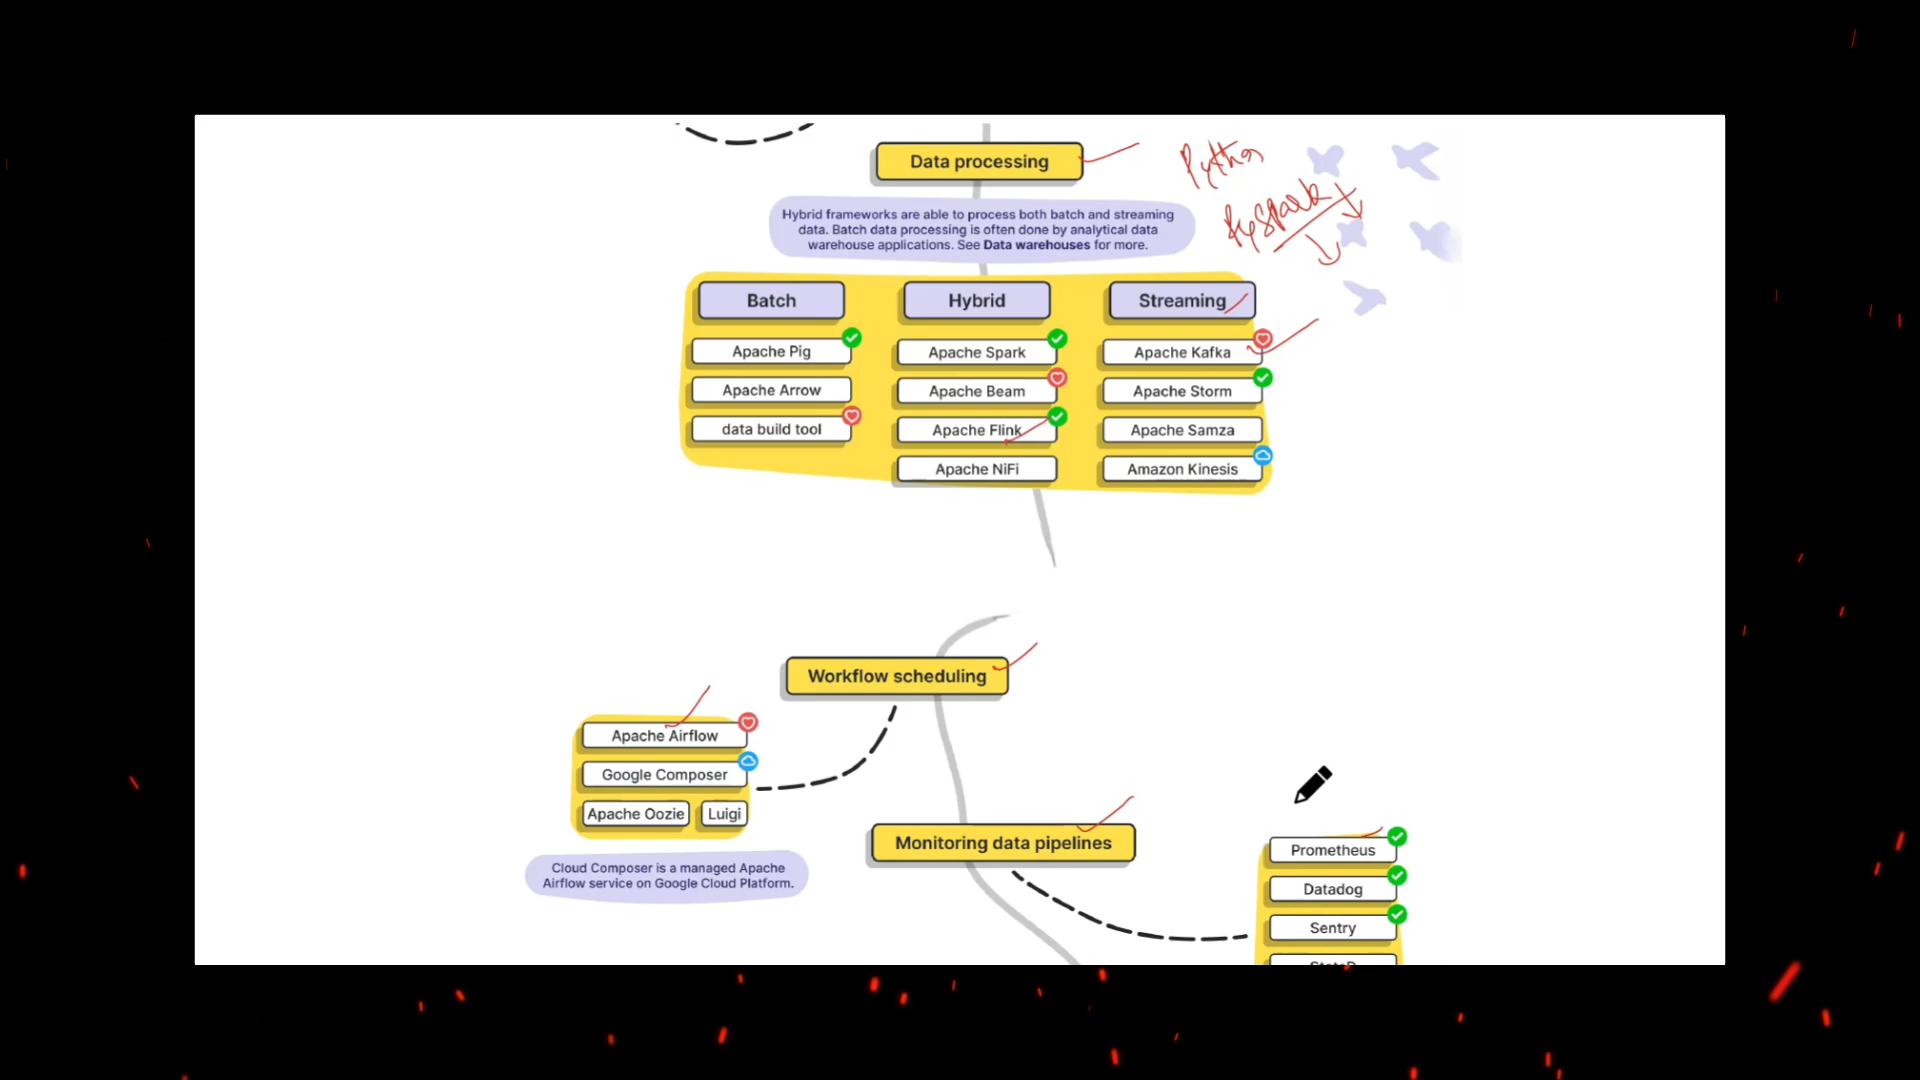 Data processing
Python
PySpark
Hybrid frameworks are able to process both batch and streaming
data. Batch data processing is often done by analytical data
warehouse applications. See Data warehouses for more.
Batch
Hybrid
Streaming
Apache Pig
Apache Arrow
data build tool
Apache Spark
Apache Beam
Apache Flink
Apache NiFi
Apache Kafka
Apache Storm
Apache Samza
Amazon Kinesis
Workflow scheduling
Apache Airflow
Google Composer
Apache Oozie
Luigi
Cloud Composer is a managed Apache
Airflow service on Google Cloud Platform.
Monitoring data pipelines
Prometheus
Datadog
Sentry